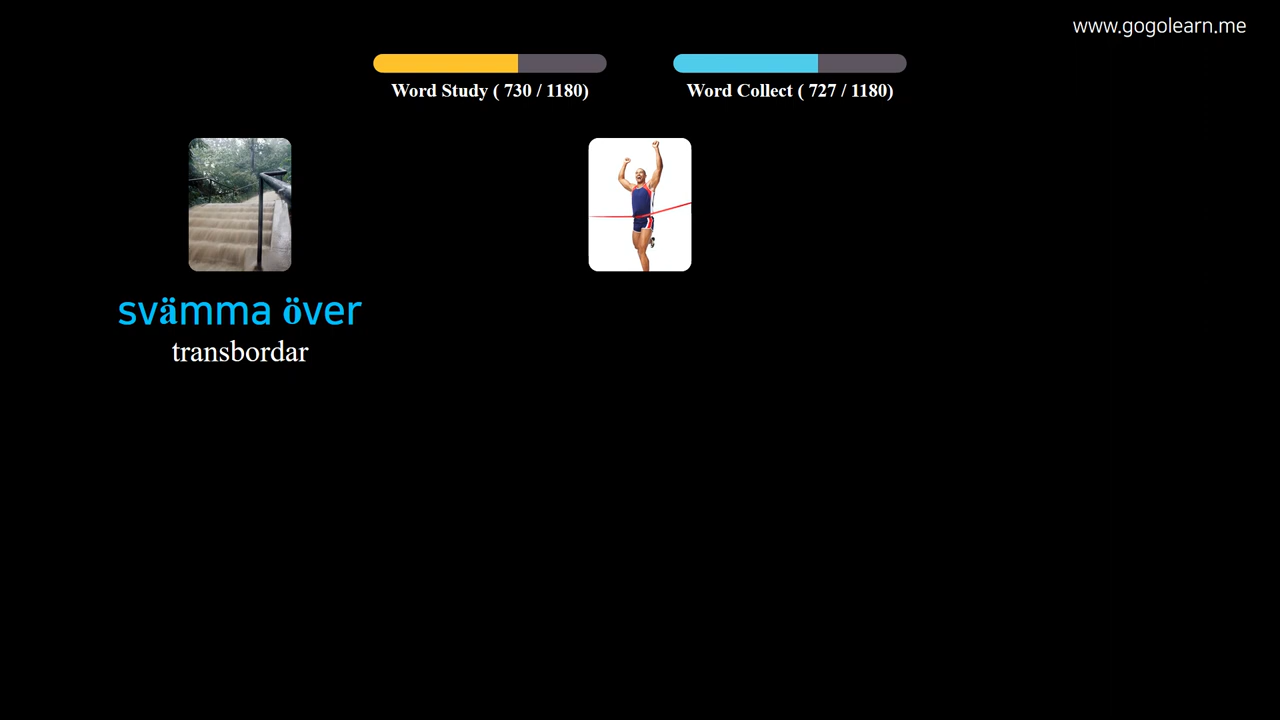 www.gogolearn.me
Word Study ( 730 / 1180)
Word Collect ( 727 / 1180)
svämma över
transbordar